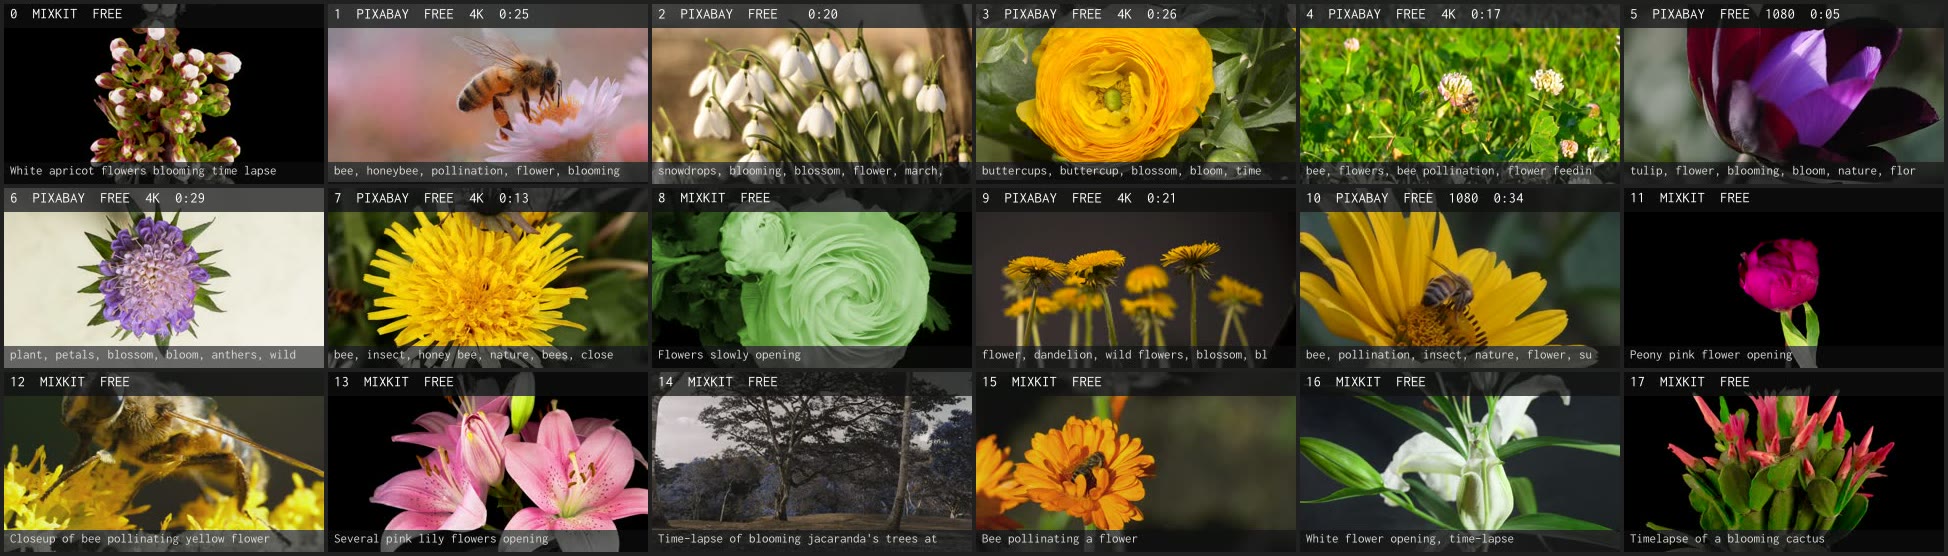 0 MIXKIT FREE
White apricot flowers blooming time lapse
1 PIXABAY FREE 4K 0:25
bee, honeybee, pollination, flower, blooming
2 PIXABAY FREE 0:20
snowdrops, blooming, blossom, flower, march,
3 PIXABAY FREE 4K 0:26
buttercups, buttercup, blossom, bloom, time
4 PIXABAY FREE 4K 0:17
bee, flowers, bee pollination, flower feedin
5 PIXABAY FREE 1080 0:05
tulip, flower, blooming, bloom, nature, flor
6 PIXABAY FREE 4K 0:29
plant, petals, blossom, bloom, anthers, wild
7 PIXABAY FREE 4K 0:13
bee, insect, honey bee, nature, bees, close
8 MIXKIT FREE
Flowers slowly opening
9 PIXABAY FREE 4K 0:21
flower, dandelion, wild flowers, blossom, bl
10 PIXABAY FREE 1080 0:34
bee, pollination, insect, nature, flower, su
11 MIXKIT FREE
Peony pink flower opening
12 MIXKIT FREE
Closeup of bee pollinating yellow flower
13 MIXKIT FREE
Several pink lily flowers opening
14 MIXKIT FREE
Time-lapse of blooming jacaranda's trees at
15 MIXKIT FREE
Bee pollinating a flower
16 MIXKIT FREE
White flower opening, time-lapse
17 MIXKIT FREE
Timelapse of a blooming cactus